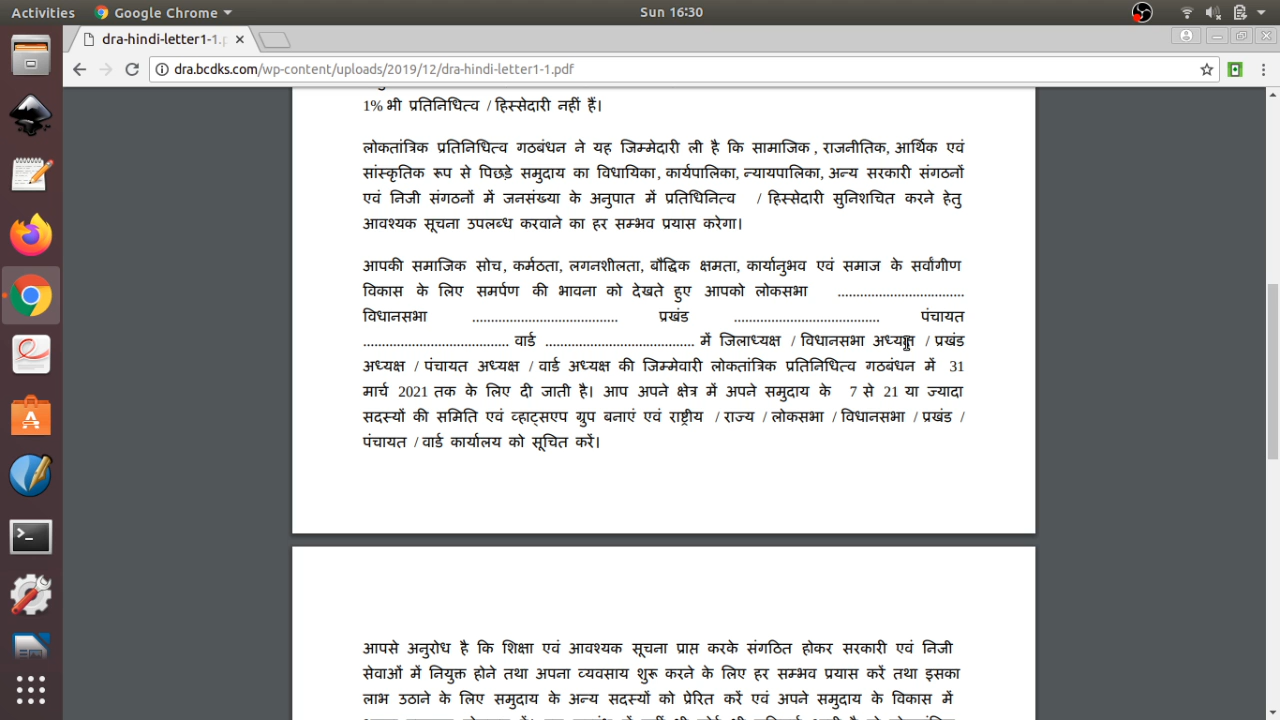 Activities
Google Chrome
Sun 16:30
dra-hindi-letter1-1.p
dra.bcdks.com/wp-content/uploads/2019/12/dra-hindi-letter1-1.pdf
1% भी प्रतिनिधित्व / हिस्सेदारी नहीं हैं।
लोकतांत्रिक प्रतिनिधित्व गठबंधन ने यह जिम्मेदारी ली है कि सामाजिक , राजनीतिक, आर्थिक एवं
सांस्कृतिक रूप से पिछड़े समुदाय का विधायिका, कार्यपालिका, न्यायपालिका, अन्य सरकारी संगठनों
एवं निजी संगठनों में जनसंख्या के अनुपात में प्रतिधिनित्व / हिस्सेदारी सुनिशचित करने हेतु
आवश्यक सूचना उपलब्ध करवाने का हर सम्भव प्रयास करेगा।
आपकी समाजिक सोच, कर्मठता, लगनशीलता, बौद्धिक क्षमता, कार्यानुभव एवं समाज के सर्वांगीण
विकास के लिए समर्पण की भावना को देखते हुए आपको लोकसभा ..................................
विधानसभा ....................................... प्रखंड ....................................... पंचायत
....................................... वार्ड ........................................ में जिलाध्यक्ष / विधानसभा अध्यक्ष / प्रखंड
अध्यक्ष / पंचायत अध्यक्ष / वार्ड अध्यक्ष की जिम्मेवारी लोकतांत्रिक प्रतिनिधित्व गठबंधन में 31
मार्च 2021 तक के लिए दी जाती है। आप अपने क्षेत्र में अपने समुदाय के 7 से 21 या ज्यादा
सदस्यों की समिति एवं व्हाट्सएप ग्रुप बनाएं एवं राष्ट्रीय / राज्य / लोकसभा / विधानसभा / प्रखंड /
पंचायत / वार्ड कार्यालय को सूचित करें।
आपसे अनुरोध है कि शिक्षा एवं आवश्यक सूचना प्राप्त करके संगठित होकर सरकारी एवं निजी
सेवाओं में नियुक्त होने तथा अपना व्यवसाय शुरू करने के लिए हर सम्भव प्रयास करें तथा इसका
लाभ उठाने के लिए समुदाय के अन्य सदस्यों को प्रेरित करें एवं अपने समुदाय के विकास में